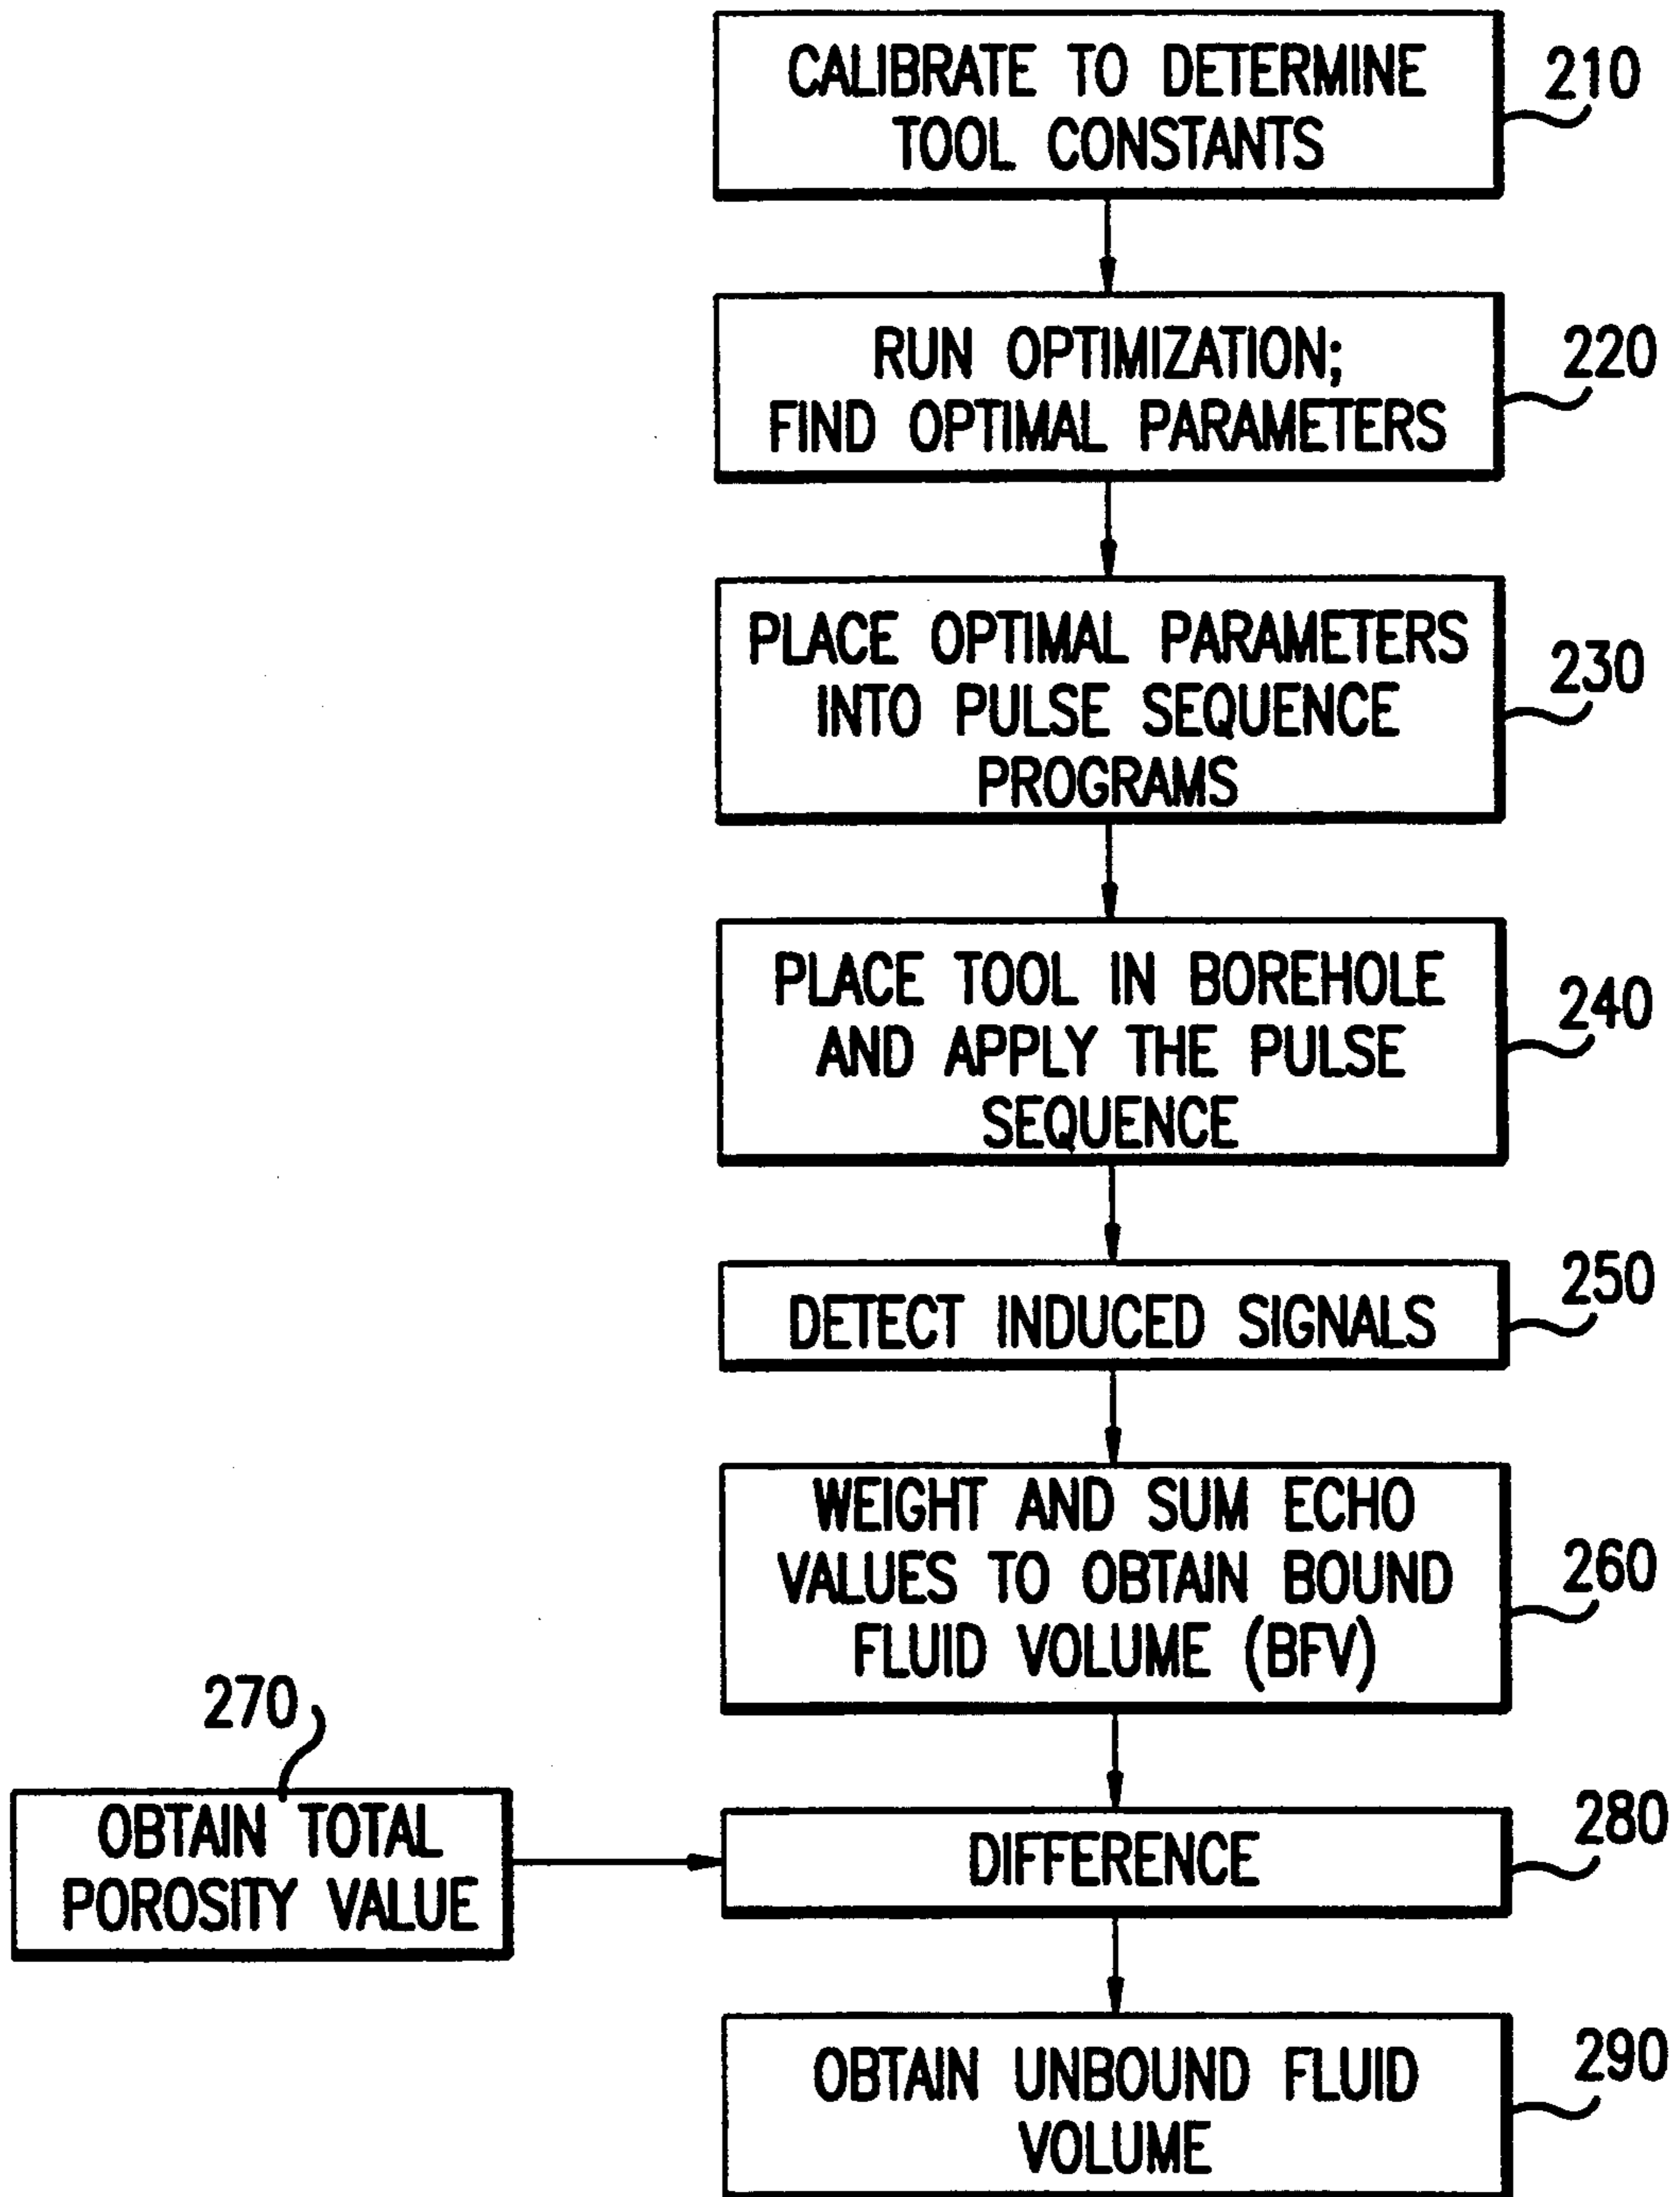 CALIBRATE TO DETERMINE
TOOL CONSTANTS
210
RUN OPTIMIZATION;
FIND OPTIMAL PARAMETERS
220
PLACE OPTIMAL PARAMETERS
INTO PULSE SEQUENCE
PROGRAMS
230
PLACE TOOL IN BOREHOLE
AND APPLY THE PULSE
SEQUENCE
240
DETECT INDUCED SIGNALS
250
WEIGHT AND SUM ECHO
VALUES TO OBTAIN BOUND
FLUID VOLUME (BFV)
260
270
OBTAIN TOTAL
POROSITY VALUE
DIFFERENCE
280
OBTAIN UNBOUND FLUID
VOLUME
290